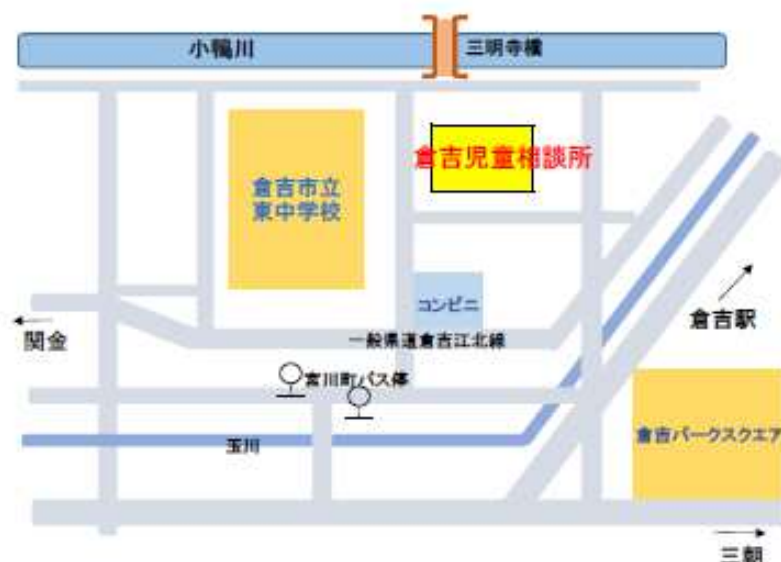 小鴨川
三明寺橋
倉吉児童相談所
倉吉市立
東中学校
コンビニ
倉吉駅
関金
一般県道倉吉江北線
宮川町バス停
倉吉パークスクエア
玉川
三朝